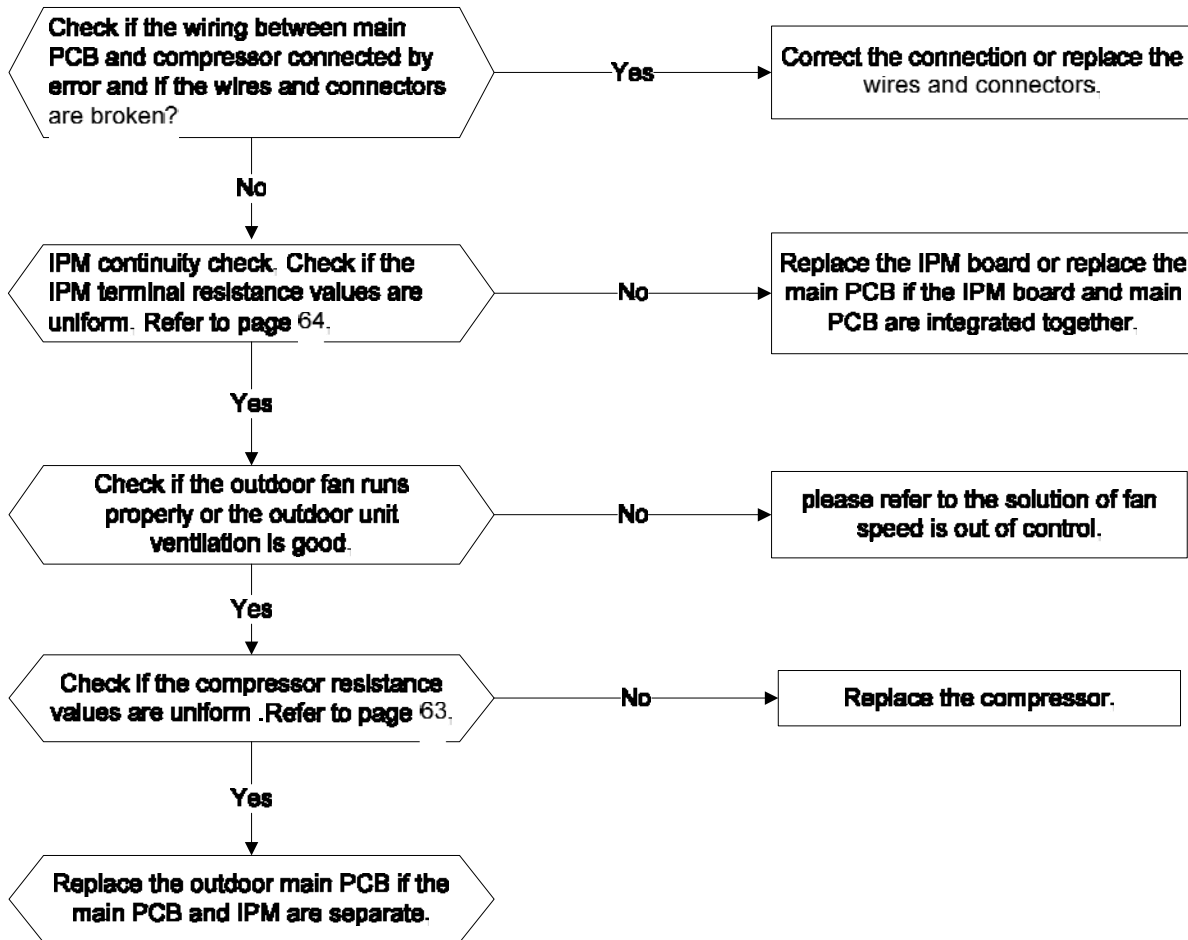 Check if the wiring between main
PCB and compressor connected by
error and if the wires and connectors
are broken?
Yes
Correct the connection or replace the
wires and connectors.
No
IPM continuity check. Check if the
IPM terminal resistance values are
uniform. Refer to page 64.
No
Replace the IPM board or replace the
main PCB if the IPM board and main
PCB are integrated together.
Yes
Check if the outdoor fan runs
properly or the outdoor unit
ventilation is good.
No
please refer to the solution of fan
speed is out of control.
Yes
Check if the compressor resistance
values are uniform .Refer to page 63.
No
Replace the compressor.
Yes
Replace the outdoor main PCB if the
main PCB and IPM are separate.